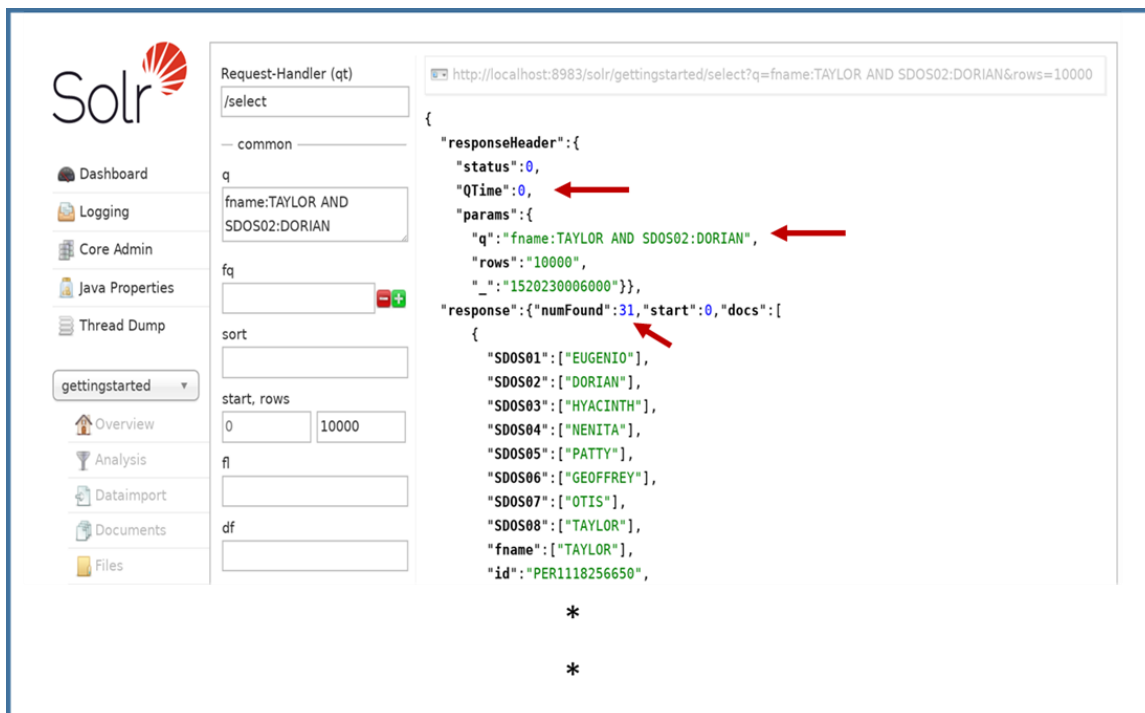 Solr
Dashboard
Logging
Core Admin
Java Properties
Thread Dump
gettingstarted
Overview
Analysis
Dataimport
Documents
Files
Request-Handler (qt)
/select
common
q
fname:TAYLOR AND
SDOS02:DORIAN
fq
sort
start, rows
0 10000
fl
df
http://localhost:8983/solr/gettingstarted/select?q=fname:TAYLOR AND SDOS02:DORIAN&rows=10000
{
"responseHeader":{
"status":0,
"QTime":0,
"params":{
"q":"fname:TAYLOR AND SDOS02:DORIAN",
"rows":"10000",
"_":"1520230006000"}},
"response":{"numFound":31,"start":0,"docs":[
{
"SDOS01":["EUGENIO"],
"SDOS02":["DORIAN"],
"SDOS03":["HYACINTH"],
"SDOS04":["NENITA"],
"SDOS05":["PATTY"],
"SDOS06":["GEOFFREY"],
"SDOS07":["OTIS"],
"SDOS08":["TAYLOR"],
"fname":["TAYLOR"],
"id":"PER1118256650",
*
*